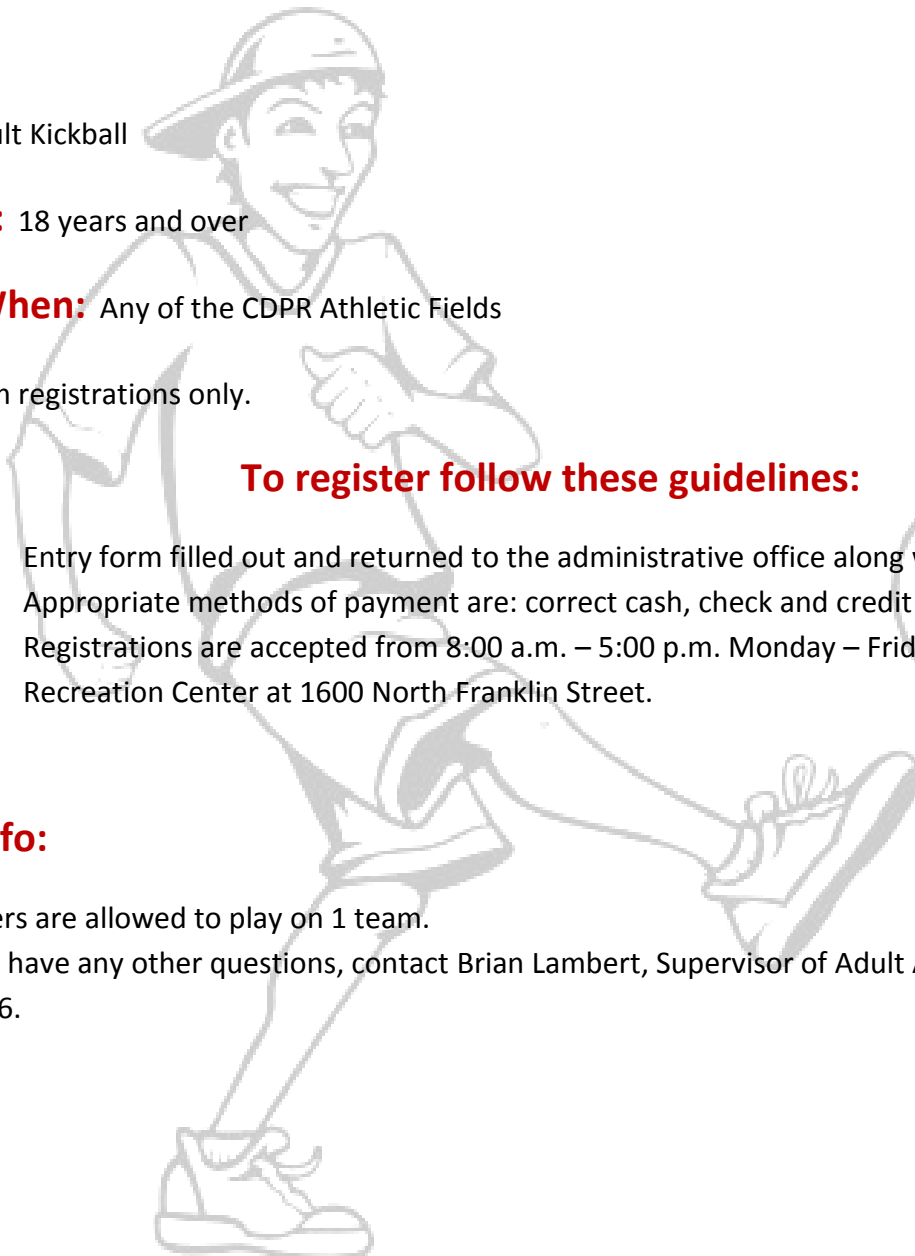 ult Kickball
: 18 years and over
When: Any of the CDPR Athletic Fields
registrations only.
To register follow these guidelines:
Entry form filled out and returned to the administrative office along
Appropriate methods of payment are: correct cash, check and credit
Registrations are accepted from 8:00 a.m. – 5:00 p.m. Monday – Frid
Recreation Center at 1600 North Franklin Street.
fo:
ers are allowed to play on 1 team.
have any other questions, contact Brian Lambert, Supervisor of Adult A
6.